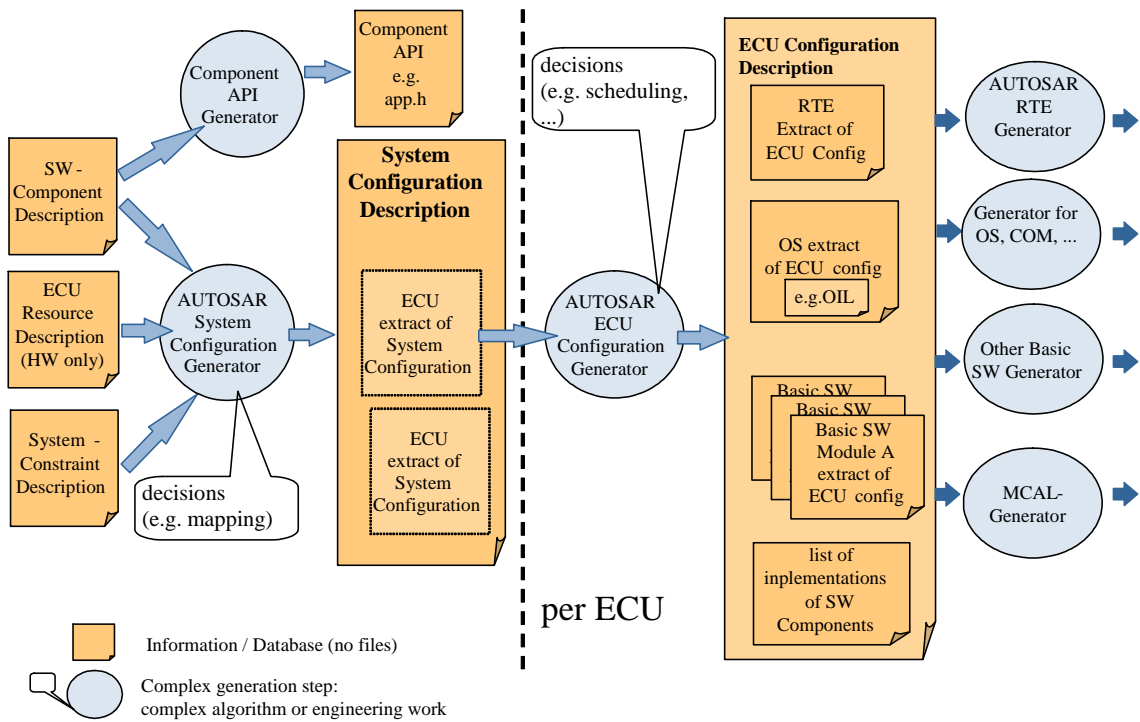 Component
API
Generator
Component
API
e.g.
app.h
SW -
Component
Description
ECU
Resource
Description
(HW only)
System -
Constraint
Description
AUTOSAR
System
Configuration
Generator
decisions
(e.g. mapping)
System
Configuration
Description
ECU
extract of
System
Configuration
ECU
extract of
System
Configuration
decisions
(e.g. scheduling,
...)
AUTOSAR
ECU
Configuration
Generator
per ECU
ECU Configuration
Description
RTE
Extract of
ECU Config
OS extract
of ECU config
e.g.OIL
Basic SW
Basic SW
Basic SW
Module A
extract of
ECU config
list of
inplementations
of SW
Components
AUTOSAR
RTE
Generator
Generator for
OS, COM, ...
Other Basic
SW Generator
MCAL-
Generator
Information / Database (no files)
Complex generation step:
complex algorithm or engineering work